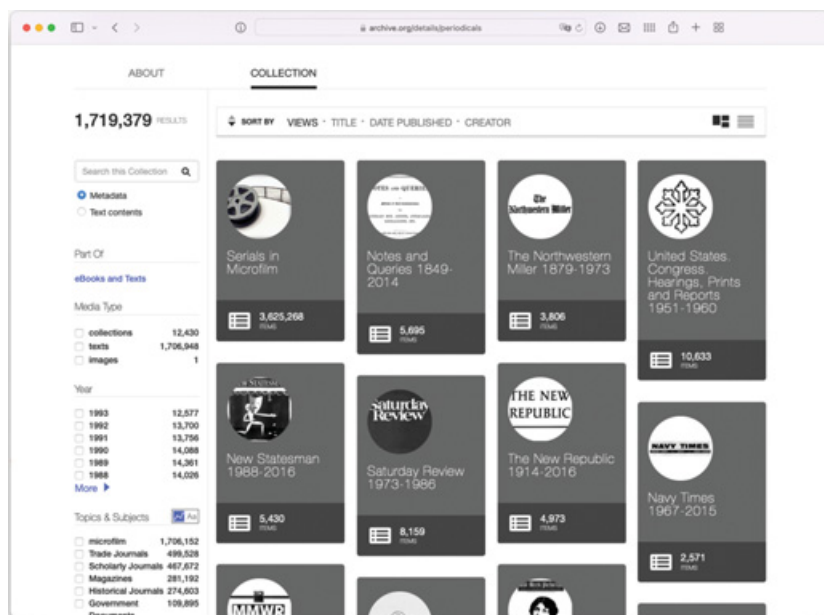 archive.org/details/periodicals
ABOUT
COLLECTION
1,719,379 RESULTS
SORT BY VIEWS · TITLE · DATE PUBLISHED · CREATOR
Search this Collection
Metadata
Text contents
Part Of
eBooks and Texts
Media Type
collections 12,430
texts 1,706,948
images 1
Year
1993 12,577
1992 13,700
1991 13,756
1990 14,088
1989 14,361
1988 14,026
More
Topics & Subjects
microfilm 1,706,152
Trade Journals 499,528
Scholarly Journals 467,672
Magazines 281,192
Historical Journals 274,603
Government 109,895
Documents
Serials in
Microfilm
3,625,268
ITEMS
NOTES AND QUERIES
Notes and
Queries 1849-
2014
5,695
ITEMS
The
Northwestern Miller
The Northwestern
Miller 1879-1973
3,806
ITEMS
United States.
Congress.
Hearings, Prints
and Reports
1951-1960
10,633
ITEMS
New Statesman
1988-2016
5,430
ITEMS
Saturday
Review
Saturday Review
1973-1986
8,159
ITEMS
THE NEW
REPUBLIC
The New Republic
1914-2016
4,973
ITEMS
NAVY TIMES
Navy Times
1967-2015
2,571
ITEMS
MMWR